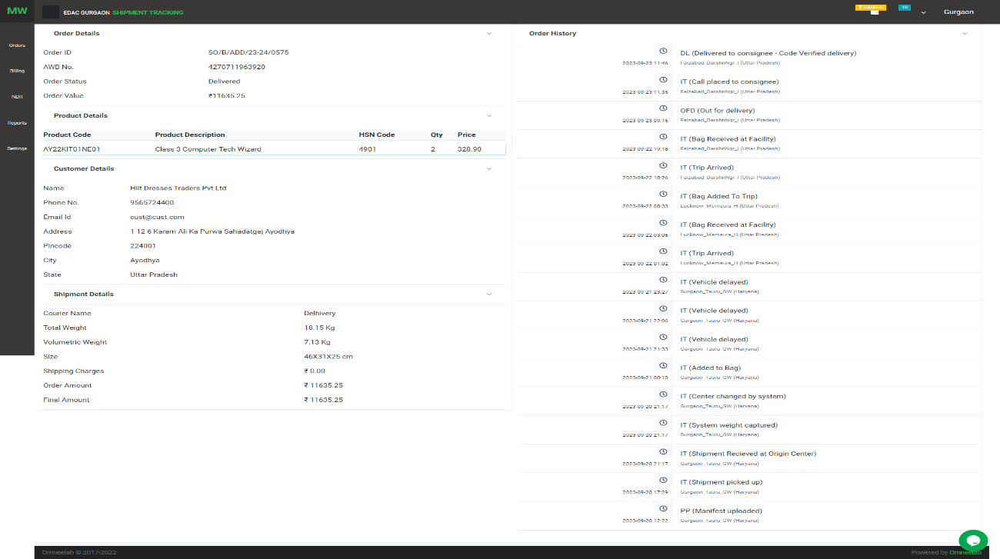 MW
EDAC GURGAON SHIPMENT TRACKING
10
Gurgaon
Orders
Billing
NDR
Reports
Settings
Order Details
Order ID SO/B/ADD/23-24/0575
AWB No. 4270711963920
Order Status Delivered
Order Value ₹11635.25
Product Details
Product Code Product Description HSN Code Qty Price
AY22KIT01NE01 Class 3 Computer Tech Wizard 4901 2 328.90
Customer Details
Name Hilt Dresses Traders Pvt Ltd
Phone No. 9565724400
Email Id cust@cust.com
Address 1 12 6 Karam Ali Ka Purwa Sahadatgaj Ayodhya
Pincode 224001
City Ayodhya
State Uttar Pradesh
Shipment Details
Courier Name Delhivery
Total Weight 18.15 Kg
Volumetric Weight 7.13 Kg
Size 46X31X25 cm
Shipping Charges ₹ 0.00
Order Amount ₹ 11635.25
Final Amount ₹ 11635.25
Order History
DL (Delivered to consignee - Code Verified delivery)
2023-09-23 11:46 Faizabad_DarshnNgr_I (Uttar Pradesh)
IT (Call placed to consignee)
2023-09-23 11:35 Faizabad_DarshnNgr_I (Uttar Pradesh)
OFD (Out for delivery)
2023-09-23 09:16 Faizabad_DarshnNgr_I (Uttar Pradesh)
IT (Bag Received at Facility)
2023-09-22 19:18 Faizabad_DarshnNgr_I (Uttar Pradesh)
IT (Trip Arrived)
2023-09-22 18:26 Faizabad_DarshnNgr_I (Uttar Pradesh)
IT (Bag Added To Trip)
2023-09-22 08:33 Lucknow_Memaura_H (Uttar Pradesh)
IT (Bag Received at Facility)
2023-09-22 03:06 Lucknow_Memaura_H (Uttar Pradesh)
IT (Trip Arrived)
2023-09-22 01:02 Lucknow_Memaura_H (Uttar Pradesh)
IT (Vehicle delayed)
2023-09-21 23:27 Gurgaon_Tauru_GW (Haryana)
IT (Vehicle delayed)
2023-09-21 22:06 Gurgaon_Tauru_GW (Haryana)
IT (Vehicle delayed)
2023-09-21 21:33 Gurgaon_Tauru_GW (Haryana)
IT (Added to Bag)
2023-09-21 00:10 Gurgaon_Tauru_GW (Haryana)
IT (Center changed by system)
2023-09-20 21:17 Gurgaon_Tauru_GW (Haryana)
IT (System weight captured)
2023-09-20 21:17 Gurgaon_Tauru_GW (Haryana)
IT (Shipment Recieved at Origin Center)
2023-09-20 21:17 Gurgaon_Tauru_GW (Haryana)
IT (Shipment picked up)
2023-09-20 17:29 Gurgaon_Tauru_GW (Haryana)
PP (Manifest uploaded)
2023-09-20 12:22 Gurgaon_Tauru_GW (Haryana)
Omneelab © 2017-2022
Powered by Omneelab